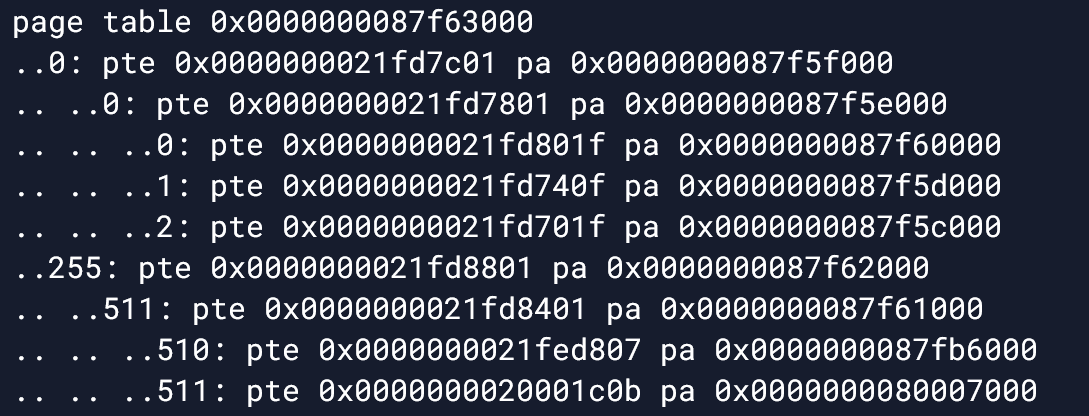 page table 0x0000000087f63000
..0: pte 0x0000000021fd7c01 pa 0x0000000087f5f000
.. ..0: pte 0x0000000021fd7801 pa 0x0000000087f5e000
.. .. ..0: pte 0x0000000021fd801f pa 0x0000000087f60000
.. .. ..1: pte 0x0000000021fd740f pa 0x0000000087f5d000
.. .. ..2: pte 0x0000000021fd701f pa 0x0000000087f5c000
..255: pte 0x0000000021fd8801 pa 0x0000000087f62000
.. ..511: pte 0x0000000021fd8401 pa 0x0000000087f61000
.. .. ..510: pte 0x0000000021fed807 pa 0x0000000087fb6000
.. .. ..511: pte 0x0000000020001c0b pa 0x0000000080007000